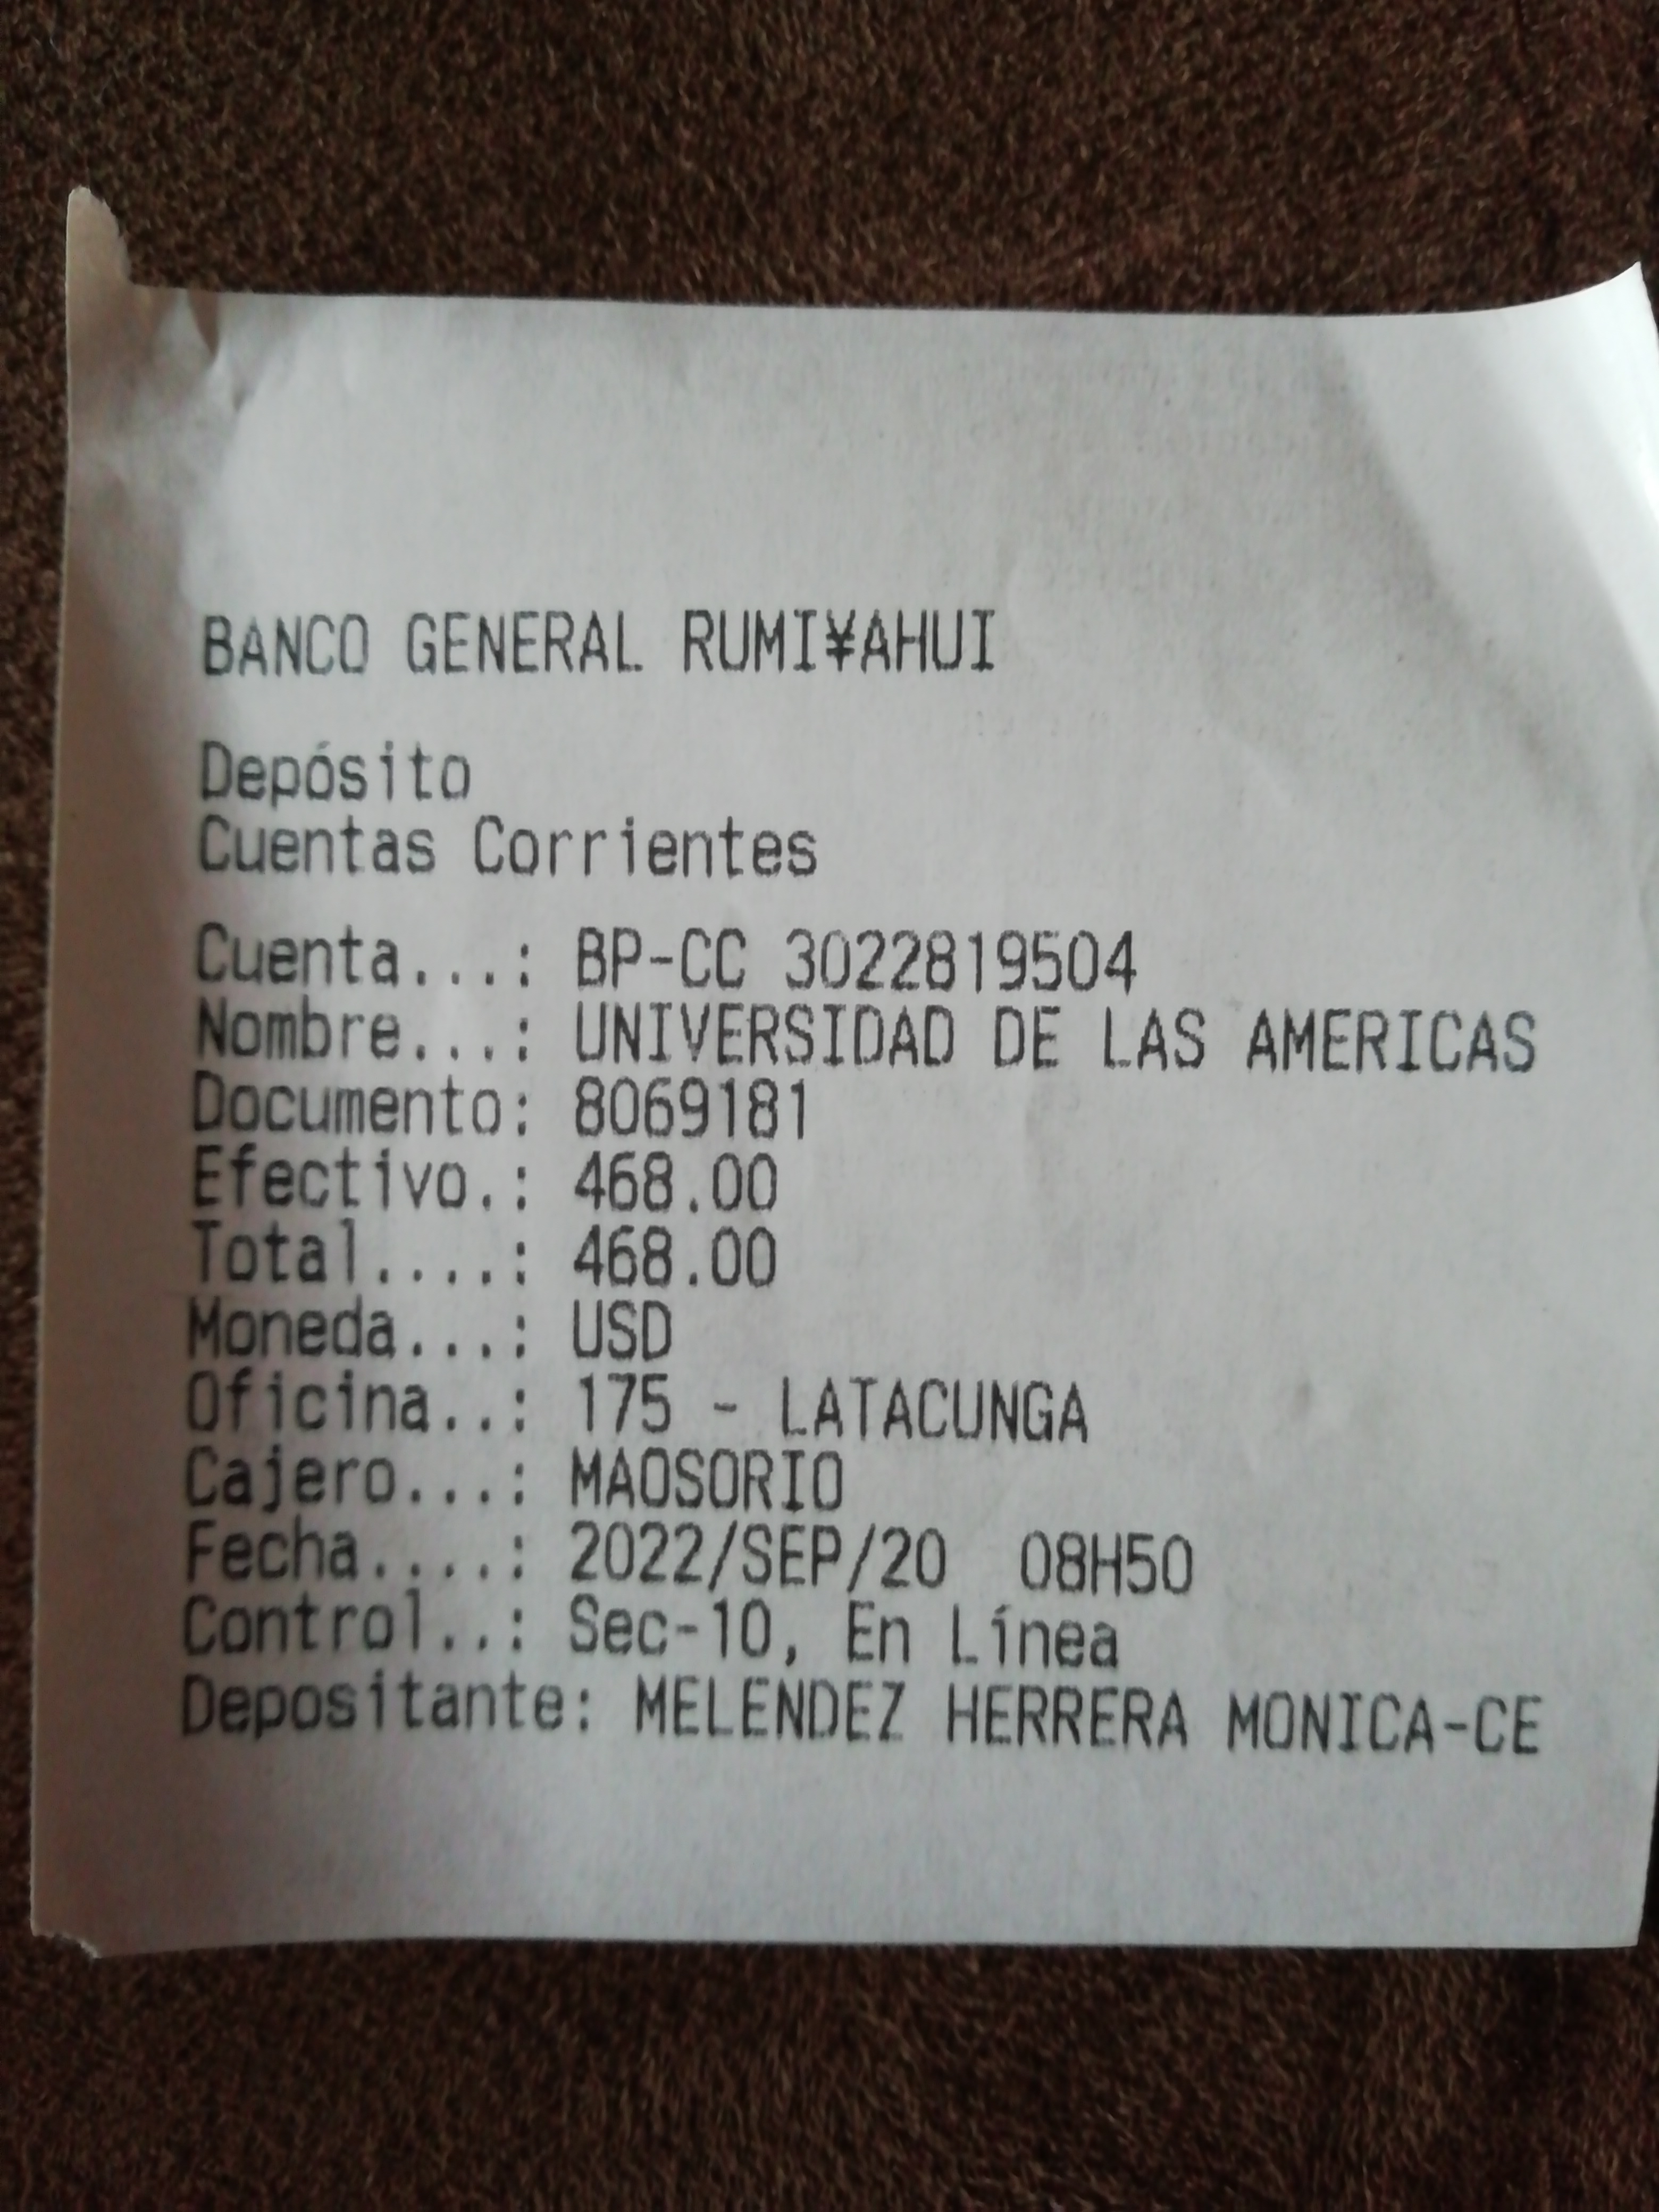 BANCO GENERAL RUMI¥AHUI
Depósito
Cuentas Corrientes
Cuenta...: BP-CC 3022819504
Nombre...: UNIVERSIDAD DE LAS AMERICAS
Documento: 8069181
Efectivo.: 468.00
Total....: 468.00
Moneda...: USD
Oficina..: 175 - LATACUNGA
Cajero...: MAOSORIO
Fecha....: 2022/SEP/20  08H50
Control..: Sec-10, En Línea
Depositante: MELENDEZ HERRERA MONICA-CE